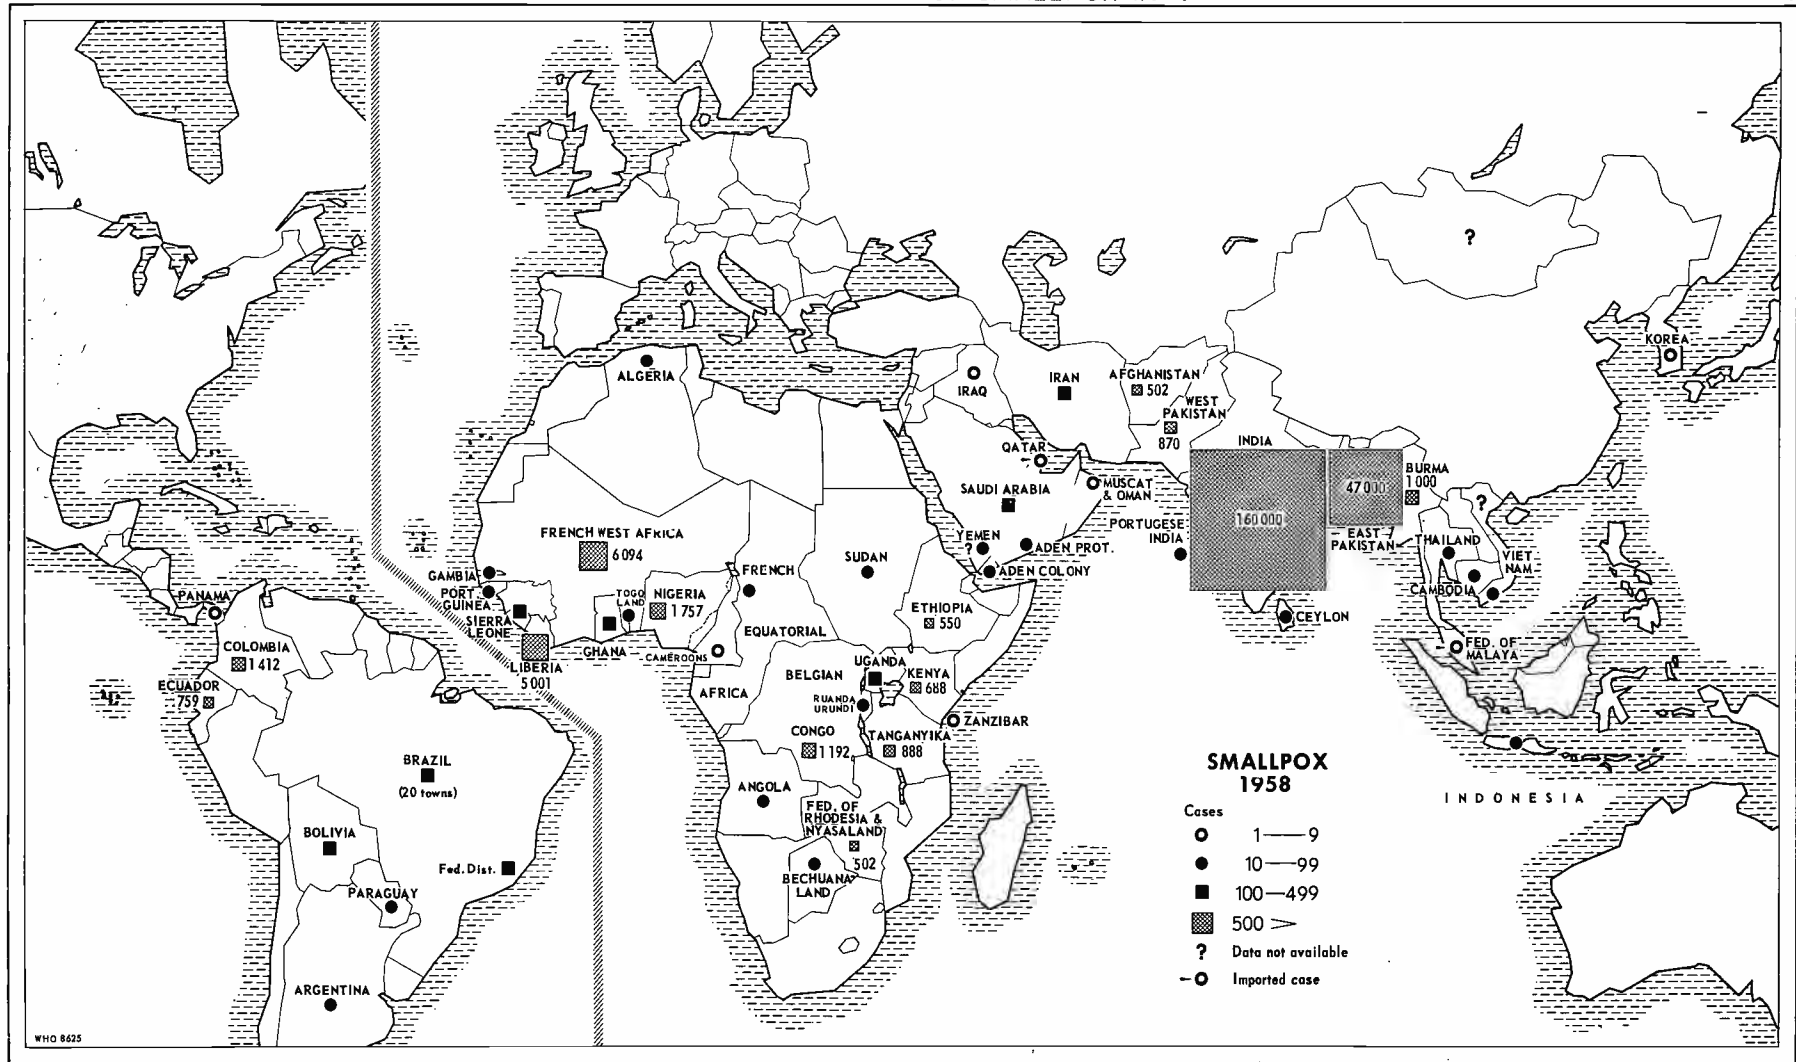 KOREA
ALGERIA
IRAQ
IRAN
AFGHANISTAN
502
WEST
PAKISTAN
870
INDIA
160 000
47 000
EAST
PAKISTAN
BURMA
1 000
?
?
QATAR
MUSCAT
& OMAN
SAUDI ARABIA
PORTUGESE
INDIA
YEMEN
?
ADEN PROT.
ADEN COLONY
THAILAND
VIET
NAM
CAMBODIA
CEYLON
FED. OF
MALAYA
FRENCH WEST AFRICA
6 094
SUDAN
GAMBIA
PORT.
GUINEA
SIERRA
LEONE
LIBERIA
5 001
GHANA
TOGO
LAND
NIGERIA
1 757
FRENCH
EQUATORIAL
AFRICA
CAMEROONS
ETHIOPIA
550
UGANDA
KENYA
688
BELGIAN
CONGO
1 192
RUANDA
URUNDI
ZANZIBAR
TANGANYIKA
888
ANGOLA
FED. OF
RHODESIA &
NYASALAND
502
BECHUANA
LAND
PANAMA
COLOMBIA
1 412
ECUADOR
759
BRAZIL
(20 towns)
BOLIVIA
Fed. Dist.
PARAGUAY
ARGENTINA
INDONESIA
SMALLPOX
1958
Cases
1—9
10—99
100—499
500 >
? Data not available
Imported case
WHO 8625